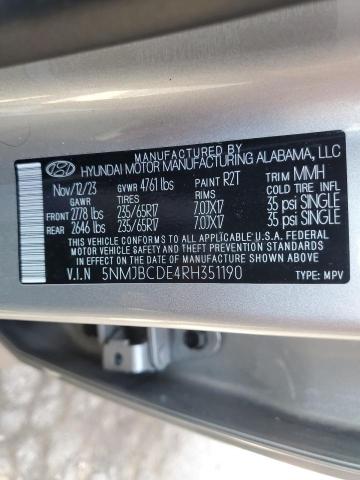 MANUFACTURED BY
HYUNDAI MOTOR MANUFACTURING ALABAMA, LLC
Nov/12/23 GVWR 4761 lbs PAINT R2T TRIM MMH
GAWR TIRES RIMS COLD TIRE INFL
FRONT 2778 lbs 235/65R17 7.0JX17 35 psi SINGLE
REAR 2646 lbs 235/65R17 7.0JX17 35 psi SINGLE
THIS VEHICLE CONFORMS TO ALL APPLICABLE U.S.A. FEDERAL
MOTOR VEHICLE SAFETY AND THEFT PREVENTION STANDARDS
IN EFFECT ON THE DATE OF MANUFACTURE SHOWN ABOVE.
V.I.N 5NMJBCDE4RH351190 TYPE: MPV